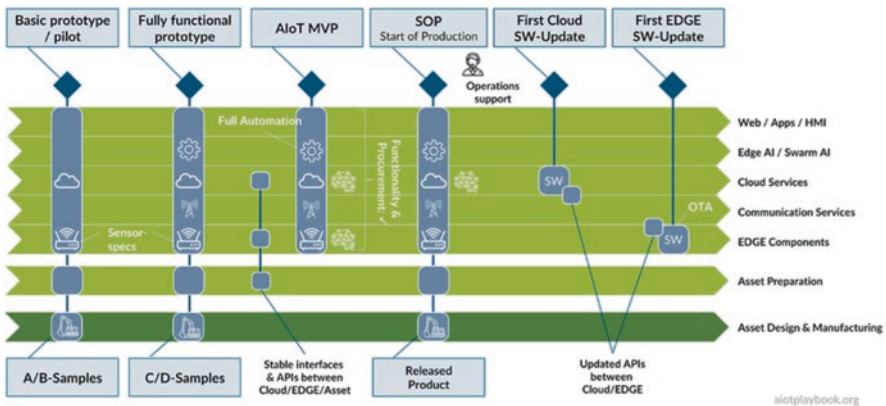 Basic prototype
/ pilot
Fully functional
prototype
AIoT MVP
SOP
Start of Production
First Cloud
SW-Update
First EDGE
SW-Update
Operations
support
Full Automation
Functionality &
Procurement: ✓
Sensor-
specs
SW
OTA
SW
Web / Apps / HMI
Edge AI / Swarm AI
Cloud Services
Communication Services
EDGE Components
Asset Preparation
Asset Design & Manufacturing
A/B-Samples
C/D-Samples
Stable interfaces
& APIs between
Cloud/EDGE/Asset
Released
Product
Updated APIs
between
Cloud/EDGE
aiotplaybook.org